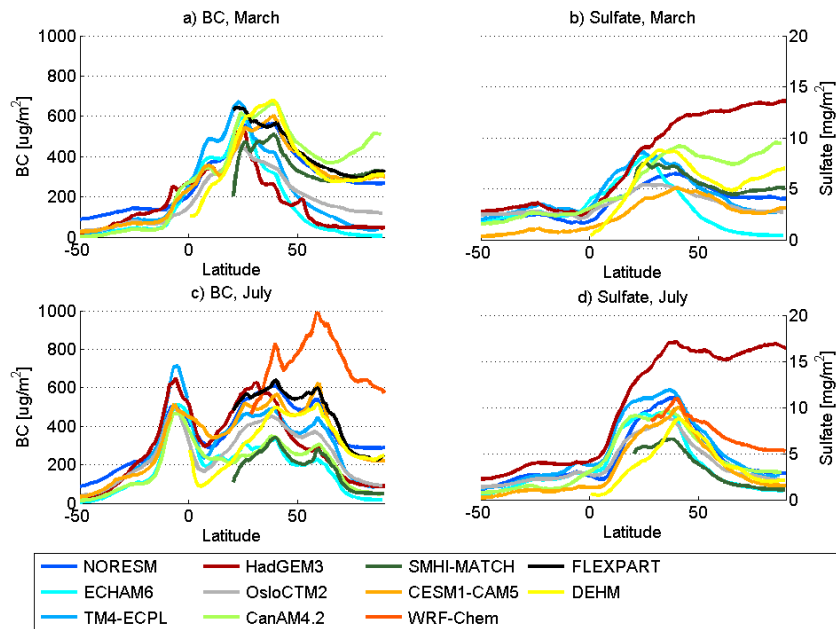 a) BC, March
b) Sulfate, March
1000
800
600
400
200
0
BC [ug/m²]
-50
0
50
Latitude
20
15
10
5
0
Sulfate [mg/m²]
-50
0
50
Latitude
c) BC, July
d) Sulfate, July
1000
800
600
400
200
0
BC [ug/m²]
-50
0
50
Latitude
20
15
10
5
0
Sulfate [mg/m²]
-50
0
50
Latitude
NORESM HadGEM3 SMHI-MATCH FLEXPART
ECHAM6 OsloCTM2 CESM1-CAM5 DEHM
TM4-ECPL CanAM4.2 WRF-Chem